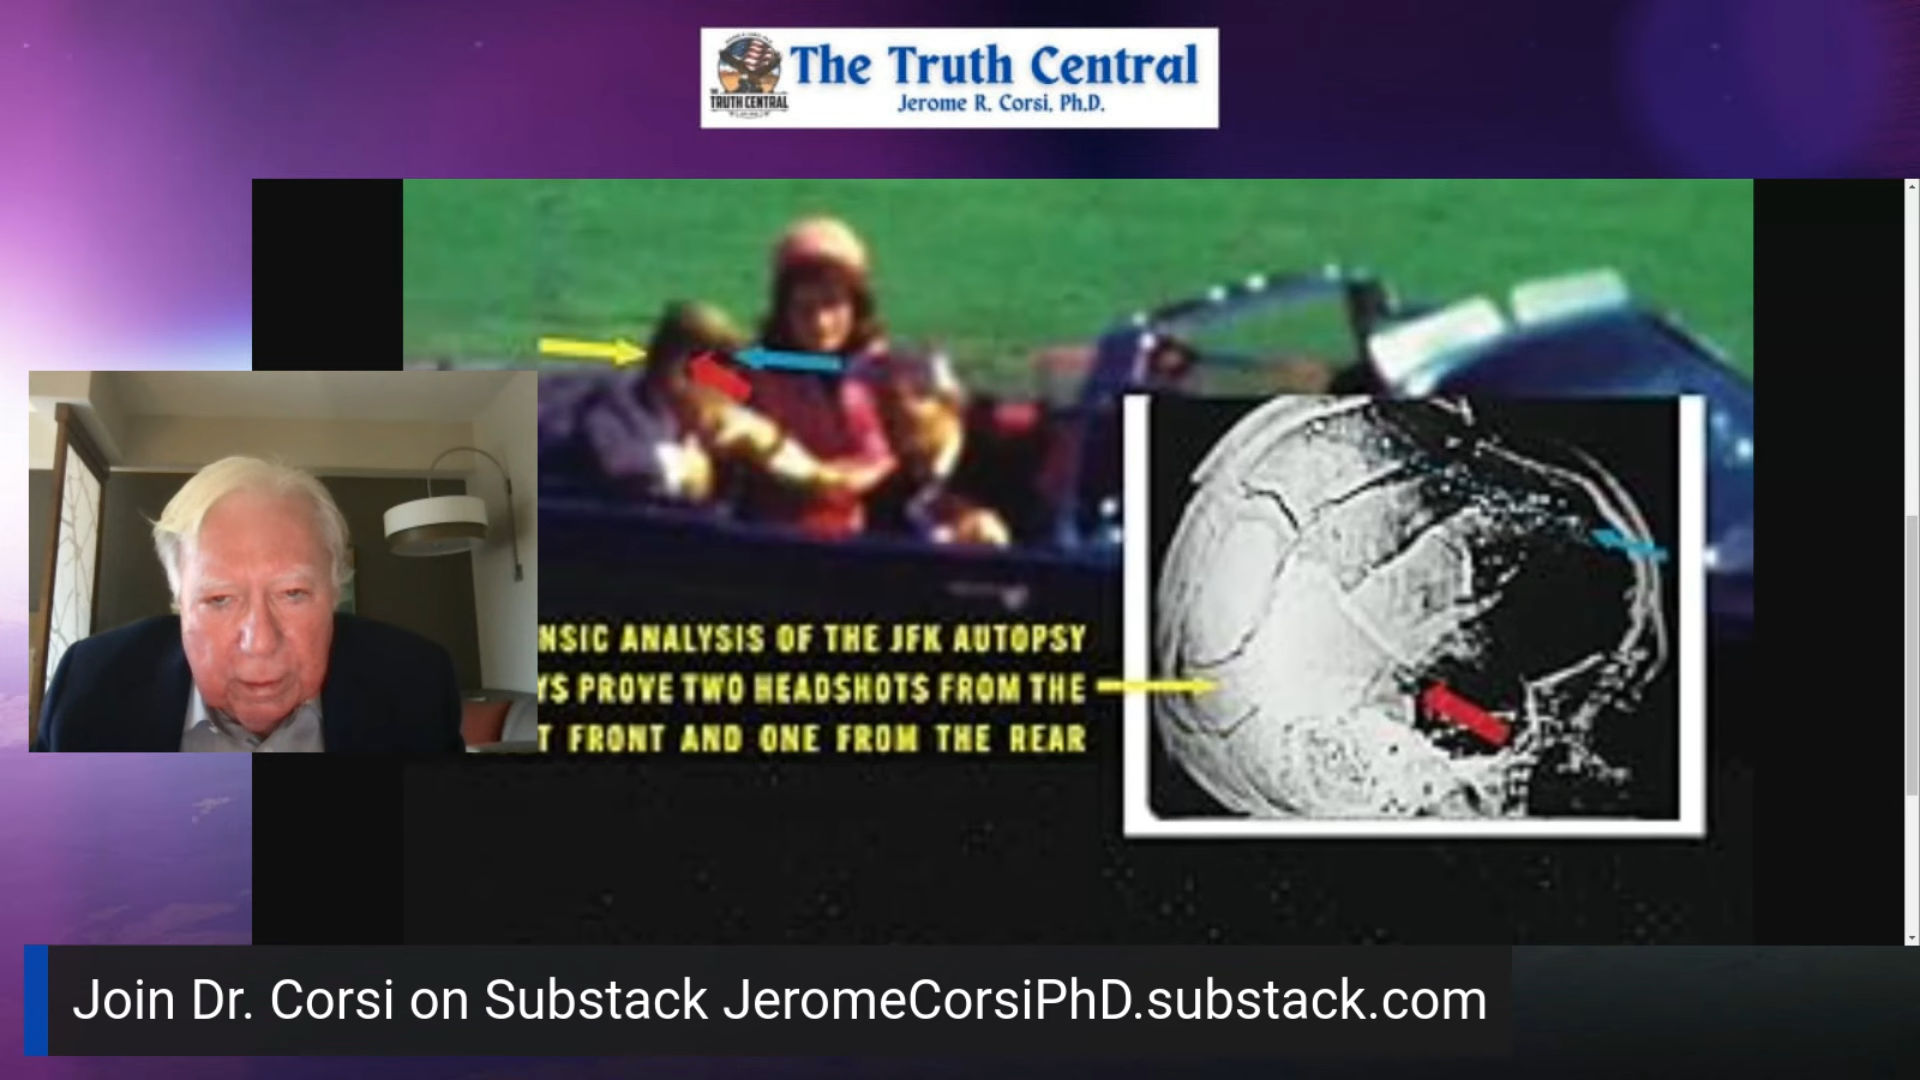 The Truth Central
Jerome R. Corsi, Ph.D.
THE
TRUTH CENTRAL
NSIC ANALYSIS OF THE JFK AUTOPSY
YS PROVE TWO HEADSHOTS FROM THE
T FRONT AND ONE FROM THE REAR
Join Dr. Corsi on Substack JeromeCorsiPhD.substack.com